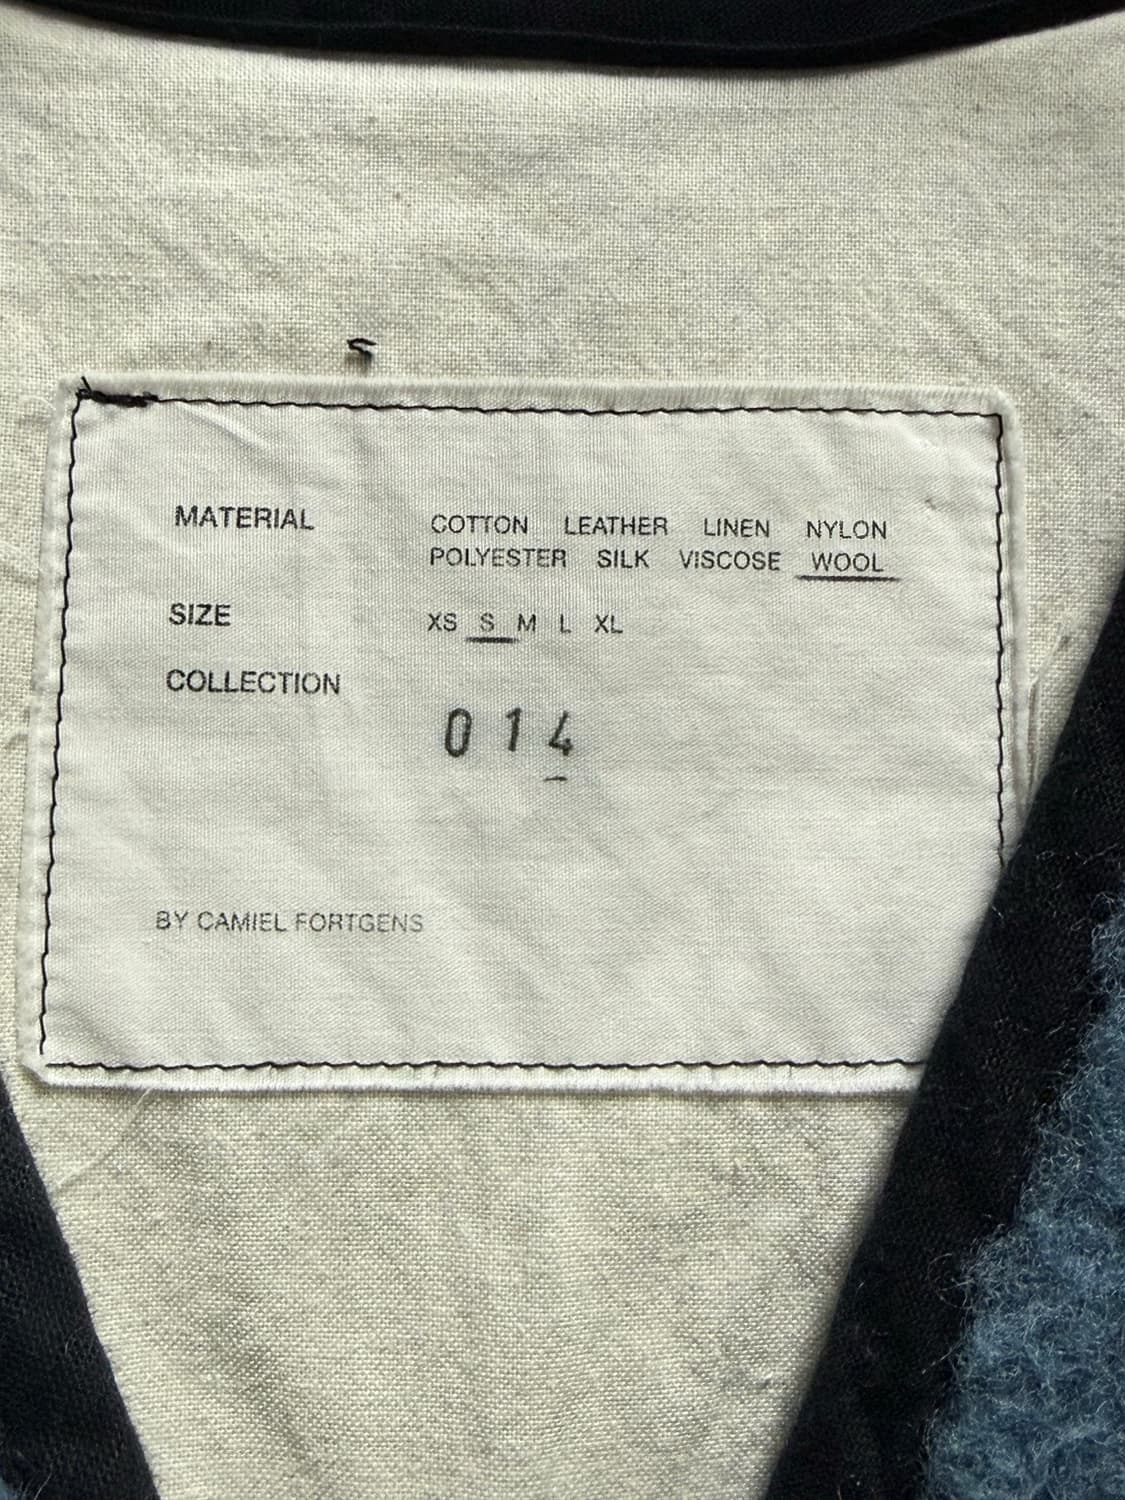 MATERIAL COTTON LEATHER LINEN NYLON
POLYESTER SILK VISCOSE WOOL
SIZE XS S M L XL
COLLECTION
014
BY CAMIEL FORTGENS